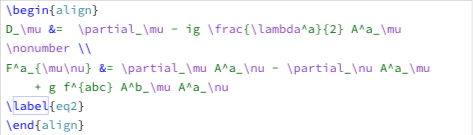 \begin{align}
D_\mu &=  \partial_\mu - ig \frac{\lambda^a}{2} A^a_\mu
\nonumber \\
F^a_{\mu\nu} &= \partial_\mu A^a_\nu - \partial_\nu A^a_\mu
    + g f^{abc} A^b_\mu A^a_\nu
\label{eq2}
\end{align}